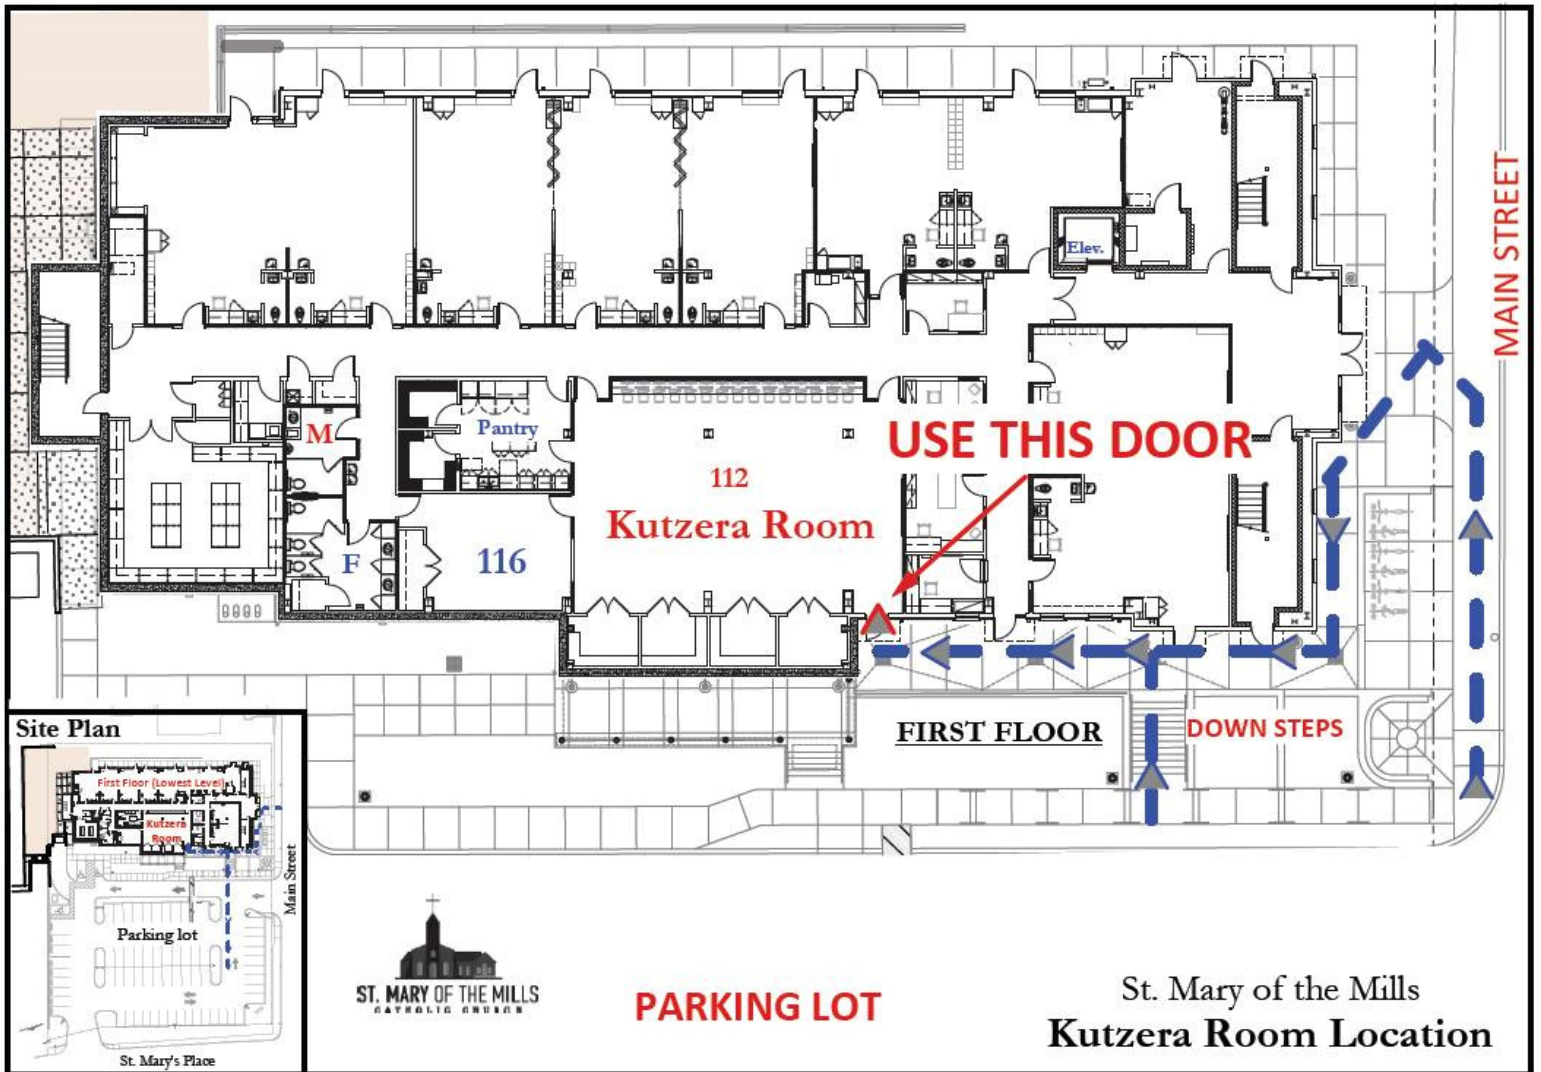 MAIN STREET
Elev.
M
Pantry
USE THIS DOOR
112
Kutzera Room
116
F
FIRST FLOOR
DOWN STEPS
Site Plan
First Floor (Lowest Level)
Kutzera
Room
Main Street
Parking lot
St. Mary's Place
ST. MARY OF THE MILLS
CATHOLIC CHURCH
PARKING LOT
St. Mary of the Mills
Kutzera Room Location